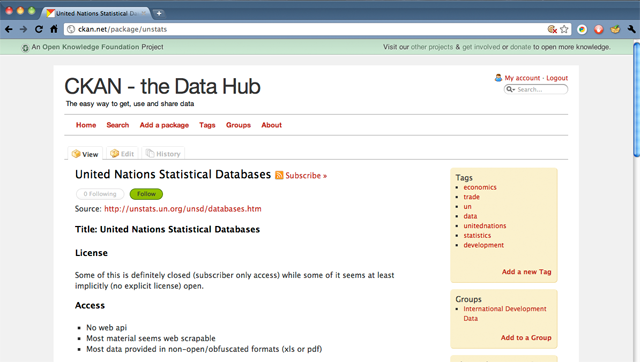 United Nations Statistical Da
ckan.net/package/unstats
An Open Knowledge Foundation Project
Visit our other projects & get involved or donate to open more knowledge.
CKAN - the Data Hub
The easy way to get, use and share data
My account · Logout
Search...
Home Search Add a package Tags Groups About
View Edit History
United Nations Statistical Databases Subscribe »
0 Following Follow
Source: http://unstats.un.org/unsd/databases.htm
Title: United Nations Statistical Databases
License
Some of this is definitely closed (subscriber only access) while some of it seems at least
implicitly (no explicit license) open.
Access
No web api
Most material seems web scrapable
Most data provided in non-open/obfuscated formats (xls or pdf)
Tags
economics
trade
un
data
unitednations
statistics
development
Add a new Tag
Groups
International Development
Data
Add to a Group